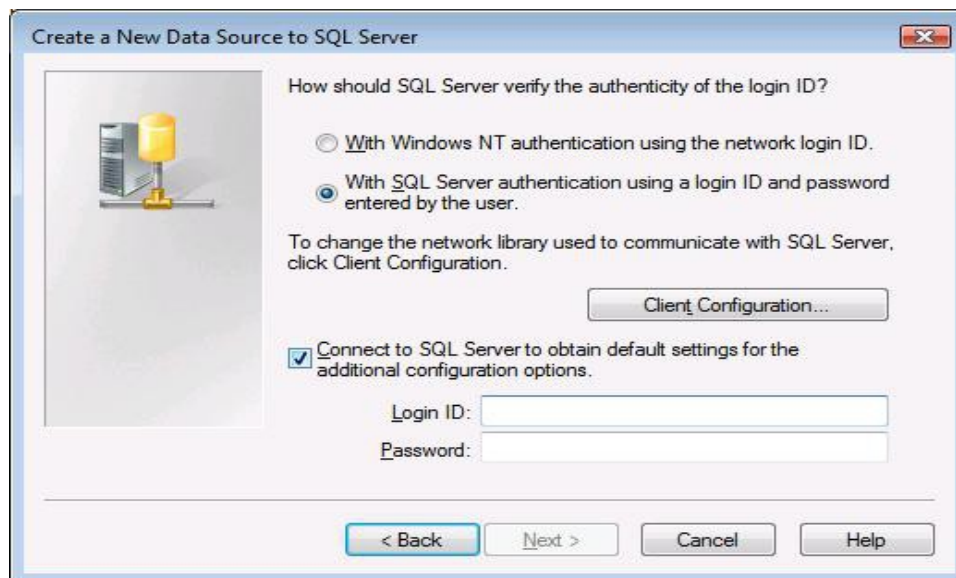 Create a New Data Source to SQL Server
How should SQL Server verify the authenticity of the login ID?
With Windows NT authentication using the network login ID.
With SQL Server authentication using a login ID and password
entered by the user.
To change the network library used to communicate with SQL Server,
click Client Configuration.
Client Configuration...
Connect to SQL Server to obtain default settings for the
additional configuration options.
Login ID:
Password:
< Back Next > Cancel Help